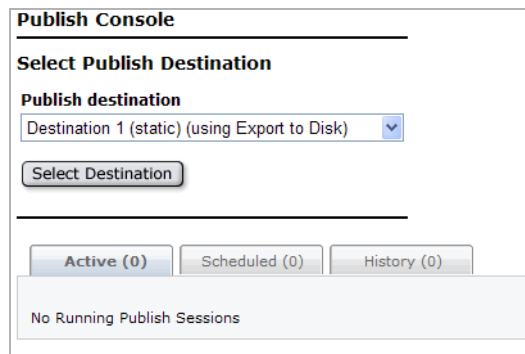 Publish Console
Select Publish Destination
Publish destination
Destination 1 (static) (using Export to Disk)
Select Destination
Active (0) Scheduled (0) History (0)
No Running Publish Sessions